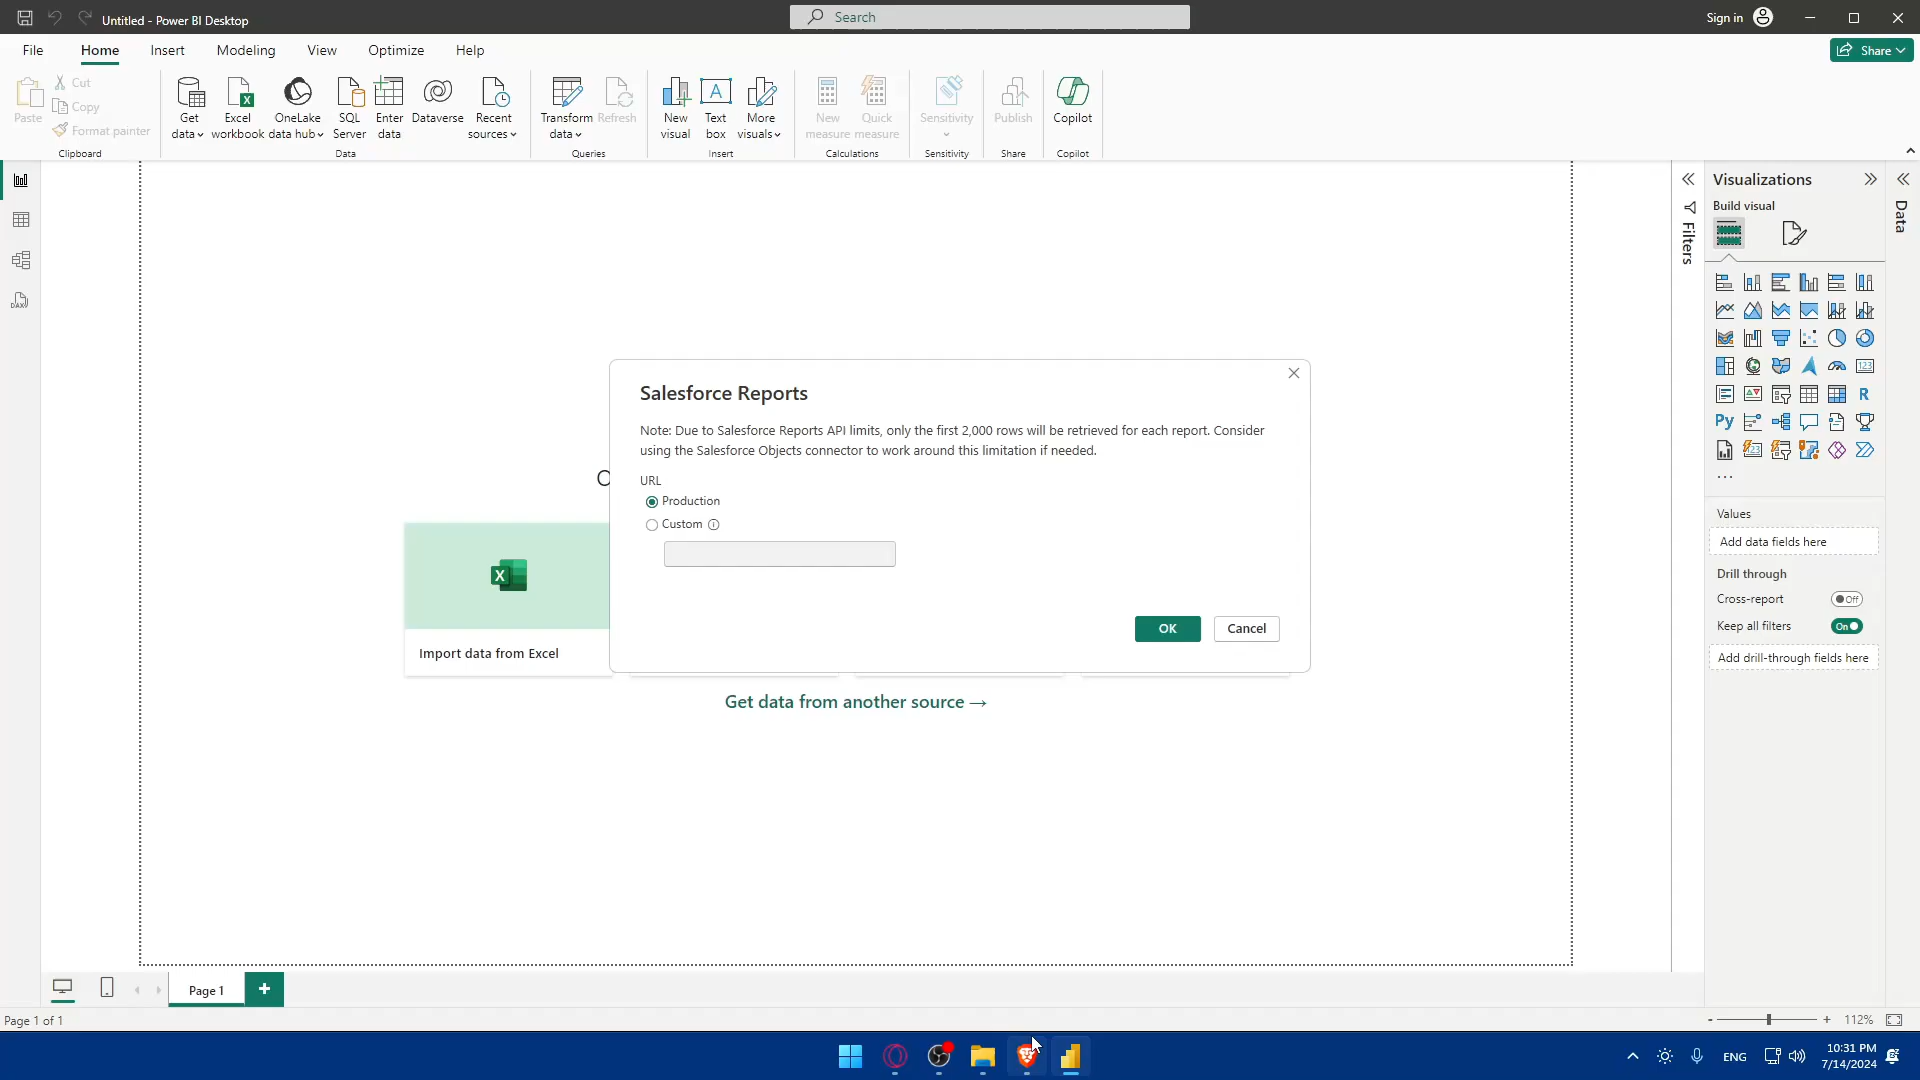 Untitled - Power BI Desktop
Search
Sign in
File
Home
Insert
Modeling
View
Optimize
Help
Share
Paste
Cut
Copy
Format painter
Clipboard
Get data
Excel workbook
OneLake data hub
SQL Server
Enter data
Dataverse
Recent sources
Data
Transform data
Refresh
Queries
New visual
A
Text box
More visuals
Insert
New measure
Quick measure
Calculations
Sensitivity
Sensitivity
Publish
Share
Copilot
Copilot
Filters
Visualizations
Build visual
Data
123
R
Py
123
Salesforce Reports
Note: Due to Salesforce Reports API limits, only the first 2,000 rows will be retrieved for each report. Consider
using the Salesforce Objects connector to work around this limitation if needed.
URL
Production
Custom
OK
Cancel
X
Import data from Excel
Get data from another source →
Values
Add data fields here
Drill through
Cross-report
Off
Keep all filters
On
Add drill-through fields here
DAX
Page 1
+
Page 1 of 1
- + 112%
ENG
10:31 PM
7/14/2024